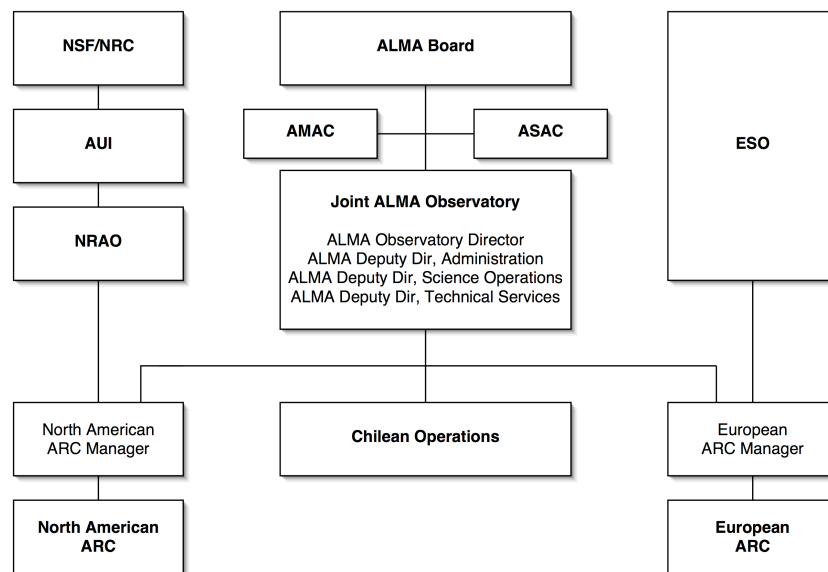 NSF/NRC
ALMA Board
AMAC
ASAC
AUI
ESO
NRAO
Joint ALMA Observatory
ALMA Observatory Director
ALMA Deputy Dir, Administration
ALMA Deputy Dir, Science Operations
ALMA Deputy Dir, Technical Services
North American
ARC Manager
Chilean Operations
European
ARC Manager
North American
ARC
European
ARC